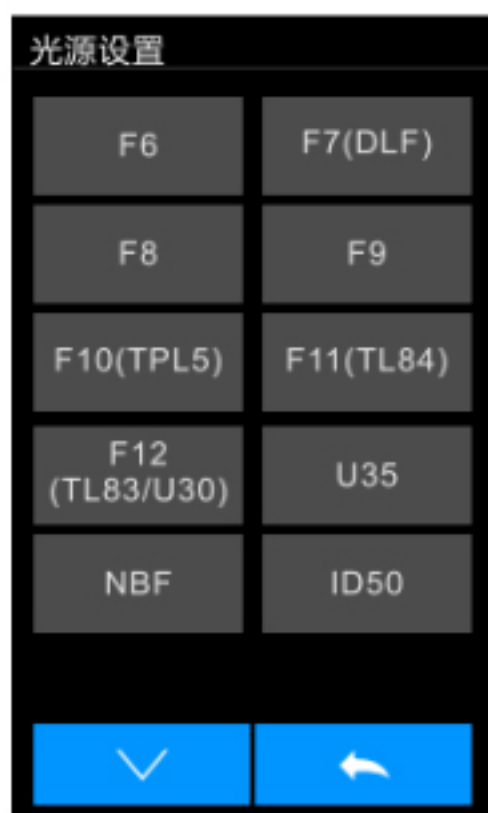 光源设置
F6
F7(DLF)
F8
F9
F10(TPL5)
F11(TL84)
F12
(TL83/U30)
U35
NBF
ID50